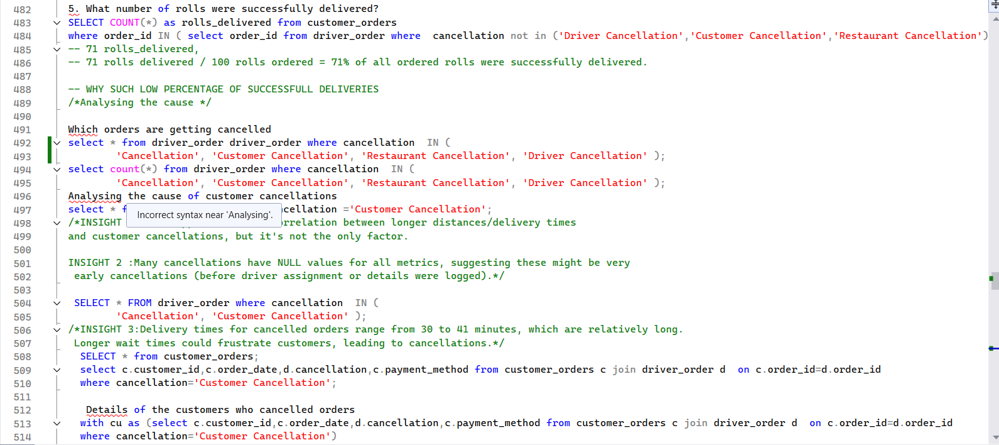 482 5. What number of rolls were successfully delivered?
483 SELECT COUNT(*) as rolls_delivered from customer_orders
484 where order_id IN ( select order_id from driver_order where  cancellation not in ('Driver Cancellation','Customer Cancellation','Restaurant Cancellation')
485 -- 71 rolls_delivered,
486 -- 71 rolls delivered / 100 rolls ordered = 71% of all ordered rolls were successfully delivered.
487
488 -- WHY SUCH LOW PERCENTAGE OF SUCCESSFULL DELIVERIES
489 /*Analysing the cause */
490
491 Which orders are getting cancelled
492 select * from driver_order driver_order where cancellation  IN (
493 'Cancellation', 'Customer Cancellation', 'Restaurant Cancellation', 'Driver Cancellation' );
494 select count(*) from driver_order where cancellation  IN (
495 'Cancellation', 'Customer Cancellation', 'Restaurant Cancellation', 'Driver Cancellation' );
496 Analysing the cause of customer cancellations
497 select * f ncellation ='Customer Cancellation';
Incorrect syntax near 'Analysing'.
498 /*INSIGHT orrelation between longer distances/delivery times
499 and customer cancellations, but it's not the only factor.
500
501 INSIGHT 2 :Many cancellations have NULL values for all metrics, suggesting these might be very
502 early cancellations (before driver assignment or details were logged).*/
503
504 SELECT * FROM driver_order where cancellation  IN (
505 'Cancellation', 'Customer Cancellation' );
506 /*INSIGHT 3:Delivery times for cancelled orders range from 30 to 41 minutes, which are relatively long.
507 Longer wait times could frustrate customers, leading to cancellations.*/
508 SELECT * from customer_orders;
509 select c.customer_id,c.order_date,d.cancellation,c.payment_method from customer_orders c join driver_order d  on c.order_id=d.order_id
510 where cancellation='Customer Cancellation';
511
512 Details of the customers who cancelled orders
513 with cu as (select c.customer_id,c.order_date,d.cancellation,c.payment_method from customer_orders c join driver_order d  on c.order_id=d.order_id
514 where cancellation='Customer Cancellation')